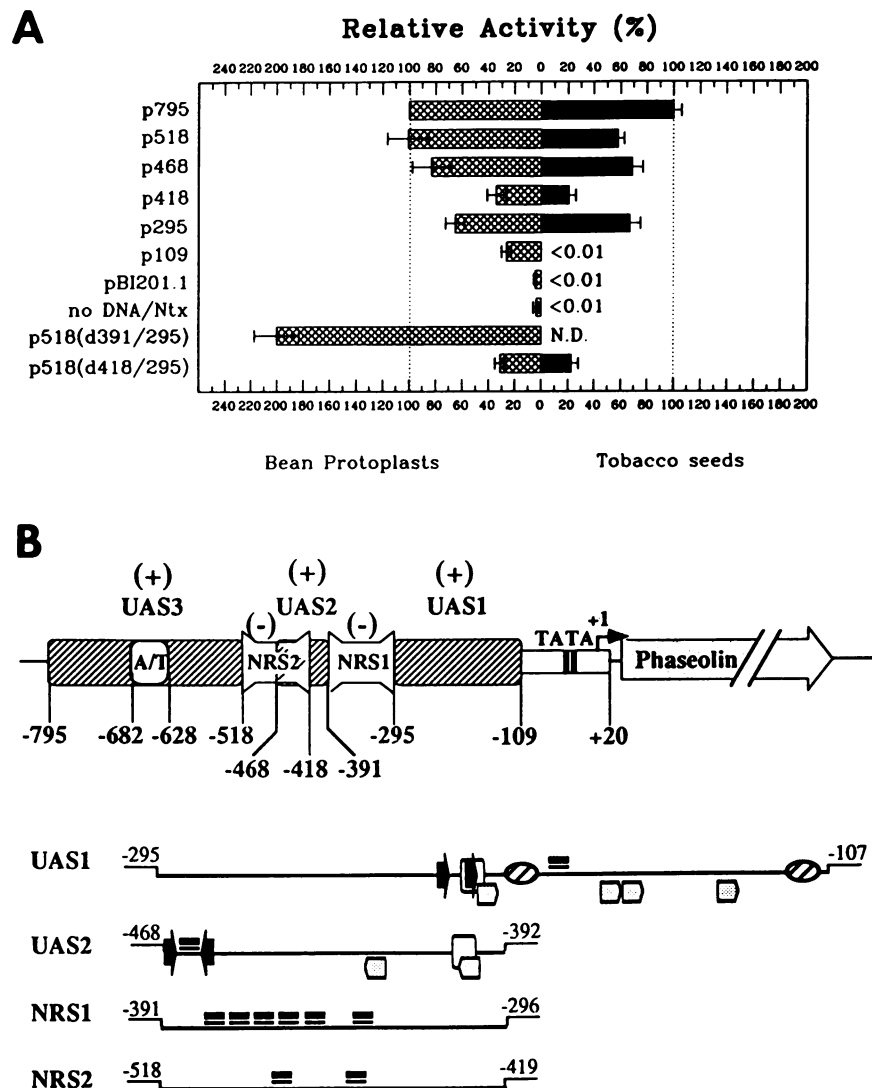 A
Relative Activity (%)
240 220 200 180 160 140 120 100 80 60 40 20 0 20 40 60 80 100 120 140 160 180 200
p795
p518
p468
p418
p295
p109 <0.01
pBI201.1 <0.01
no DNA/Ntx <0.01
p518(d391/295) N.D.
p518(d418/295)
240 220 200 180 160 140 120 100 80 60 40 20 0 20 40 60 80 100 120 140 160 180 200
Bean Protoplasts Tobacco seeds
B
(+) (+) (+)
UAS3 UAS2 UAS1
(-) (-) +1
TATA
A/T NRS2 NRS1 Phaseolin
-795 -682 -628 -518 -295 -109 +20
-468 -418 -391
UAS1 -295 -107
UAS2 -468 -392
NRS1 -391 -296
NRS2 -518 -419